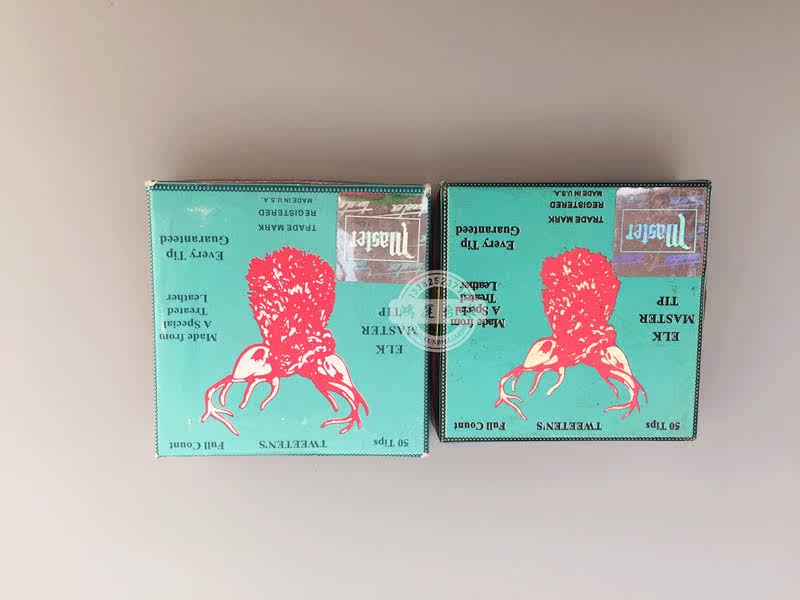 50 Tips
TWEETEN'S
Full Count
ELK
MASTER
TIP
Made from
A Special
Treated
Leather
Every Tip
Guaranteed
TRADE MARK
REGISTERED
MADE IN U.S.A.
Master
50 Tips
TWEETEN'S
Full Count
ELK
MASTER
TIP
Made from
A Special
Treated
Leather
Every Tip
Guaranteed
TRADE MARK
REGISTERED
MADE IN U.S.A.
Master